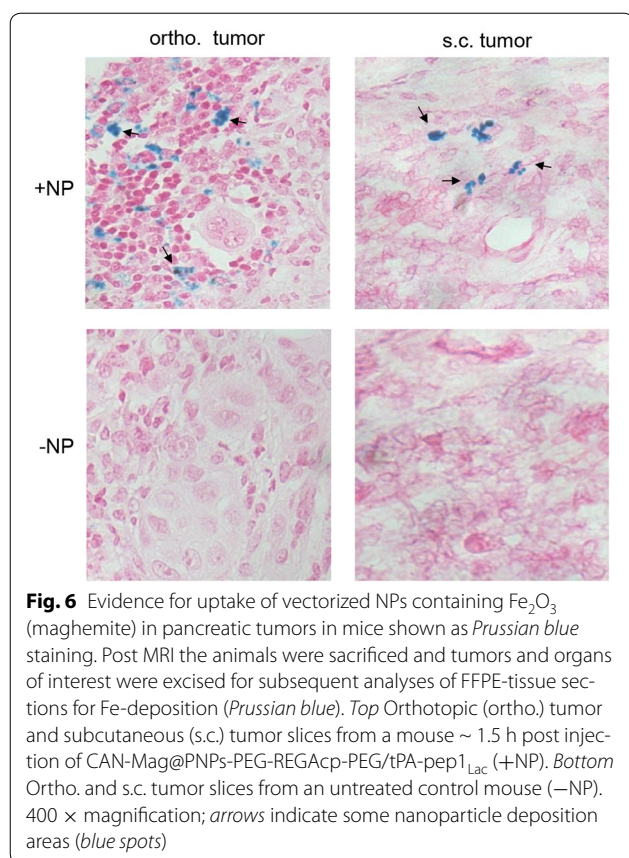 ortho. tumor
s.c. tumor
+NP
-NP
Fig. 6 Evidence for uptake of vectorized NPs containing Fe₂O₃
(maghemite) in pancreatic tumors in mice shown as Prussian blue
staining. Post MRI the animals were sacrificed and tumors and organs
of interest were excised for subsequent analyses of FFPE-tissue sec-
tions for Fe-deposition (Prussian blue). Top Orthotopic (ortho.) tumor
and subcutaneous (s.c.) tumor slices from a mouse ~ 1.5 h post injec-
tion of CAN-Mag@PNPs-PEG-REGAcp-PEG/tPA-pep1Lac (+NP). Bottom
Ortho. and s.c. tumor slices from an untreated control mouse (−NP).
400 × magnification; arrows indicate some nanoparticle deposition
areas (blue spots)